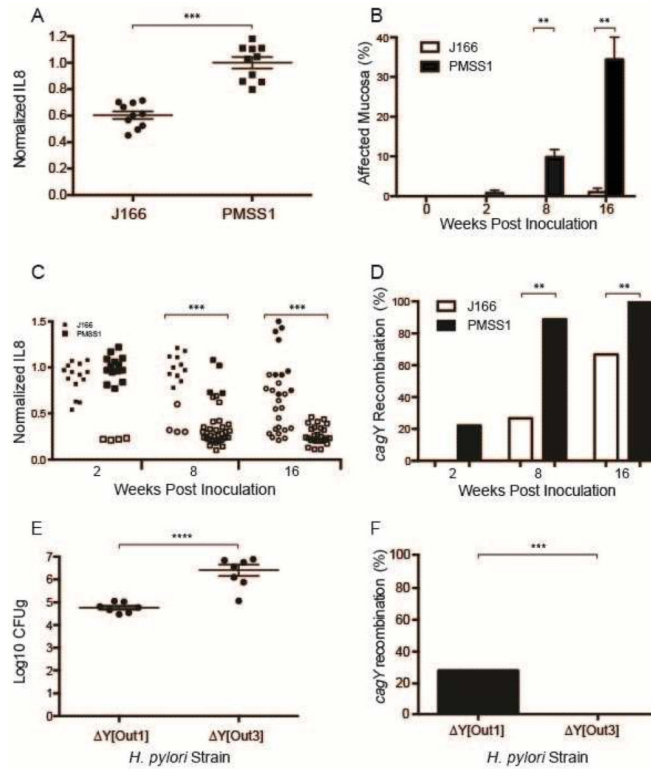 A
***
Normalized IL8
1.2
1.0
0.8
0.6
0.4
0.2
0.0
J166
PMSS1
B
** **
J166
PMSS1
Affected Mucosa (%)
40
30
20
10
0
0 2 8 16
Weeks Post Inoculation
C
*** ***
J166
PMSS1
Normalized IL8
1.5
1.0
0.5
0.0
2 8 16
Weeks Post Inoculation
D
** **
J166
PMSS1
cagY Recombination (%)
100
80
60
40
20
0
2 8 16
Weeks Post Inoculation
E
****
Log10 CFUg
7
6
5
4
3
2
1
0
ΔY[Out1] ΔY[Out3]
H. pylori Strain
F
***
cagY recombination (%)
100
80
60
40
20
0
ΔY[Out1] ΔY[Out3]
H. pylori Strain